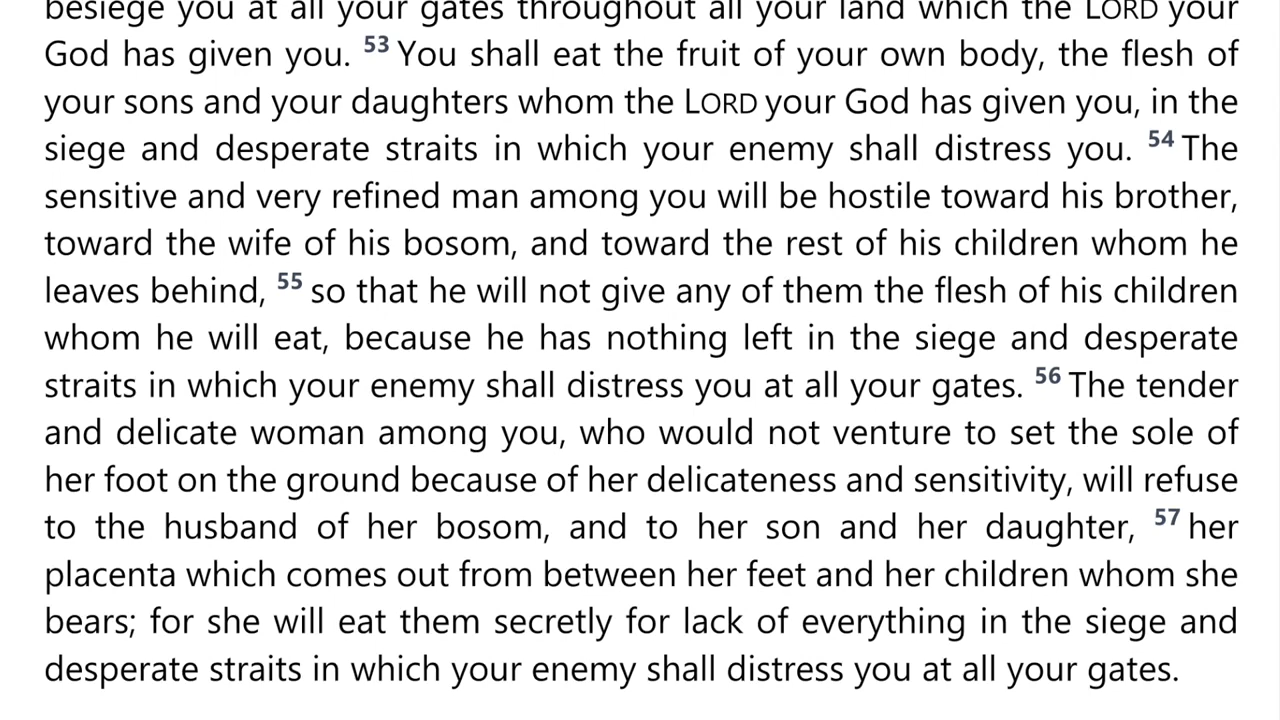 besiege you at all your gates throughout all your land which the LORD your
God has given you. 53 You shall eat the fruit of your own body, the flesh of
your sons and your daughters whom the LORD your God has given you, in the
siege and desperate straits in which your enemy shall distress you. 54 The
sensitive and very refined man among you will be hostile toward his brother,
toward the wife of his bosom, and toward the rest of his children whom he
leaves behind, 55 so that he will not give any of them the flesh of his children
whom he will eat, because he has nothing left in the siege and desperate
straits in which your enemy shall distress you at all your gates. 56 The tender
and delicate woman among you, who would not venture to set the sole of
her foot on the ground because of her delicateness and sensitivity, will refuse
to the husband of her bosom, and to her son and her daughter, 57 her
placenta which comes out from between her feet and her children whom she
bears; for she will eat them secretly for lack of everything in the siege and
desperate straits in which your enemy shall distress you at all your gates.